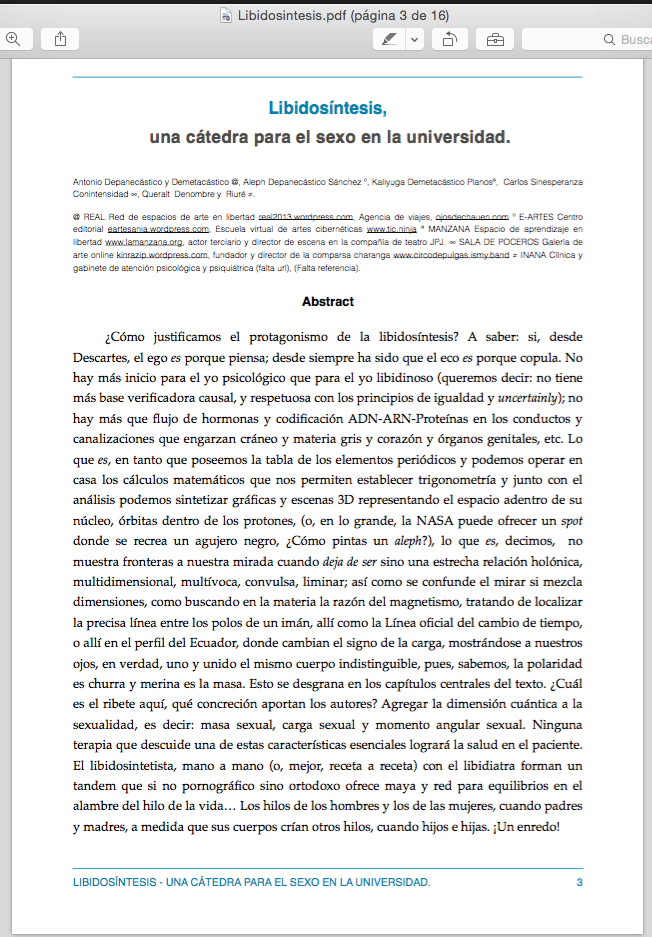 Libidosintesis.pdf (página 3 de 16)
Busca
Libidosíntesis,
una cátedra para el sexo en la universidad.
Antonio Depanecástico y Demetacástico @, Aleph Depanecástico Sánchez º, Kaliyuga Demetacástico Planosª, Carlos Sinesperanza
Conintensidad ∞, Queralt Denombre y Riuré ≠.
@ REAL Red de espacios de arte en libertad real2013.wordpress.com, Agencia de viajes, ojosdechauen.com º E-ARTES Centro
editorial eartesania.wordpress.com, Escuela virtual de artes cibernéticas www.tic.ninja ª MANZANA Espacio de aprendizaje en
libertad www.lamanzana.org, actor terciario y director de escena en la compañía de teatro JPJ. ∞ SALA DE POCEROS Galería de
arte online kinrazip.wordpress.com, fundador y director de la comparsa charanga www.circodepulgas.ismy.band ≠ INANA Clínica y
gabinete de atención psicológica y psiquiátrica (falta url), (Falta referencia).
Abstract
¿Cómo justificamos el protagonismo de la libidosíntesis? A saber: si, desde
Descartes, el ego es porque piensa; desde siempre ha sido que el eco es porque copula. No
hay más inicio para el yo psicológico que para el yo libidinoso (queremos decir: no tiene
más base verificadora causal, y respetuosa con los principios de igualdad y uncertainly); no
hay más que flujo de hormonas y codificación ADN-ARN-Proteínas en los conductos y
canalizaciones que engarzan cráneo y materia gris y corazón y órganos genitales, etc. Lo
que es, en tanto que poseemos la tabla de los elementos periódicos y podemos operar en
casa los cálculos matemáticos que nos permiten establecer trigonometría y junto con el
análisis podemos sintetizar gráficas y escenas 3D representando el espacio adentro de su
núcleo, órbitas dentro de los protones, (o, en lo grande, la NASA puede ofrecer un spot
donde se recrea un agujero negro, ¿Cómo pintas un aleph?), lo que es, decimos, no
muestra fronteras a nuestra mirada cuando deja de ser sino una estrecha relación holónica,
multidimensional, multívoca, convulsa, liminar; así como se confunde el mirar si mezcla
dimensiones, como buscando en la materia la razón del magnetismo, tratando de localizar
la precisa línea entre los polos de un imán, allí como la Línea oficial del cambio de tiempo,
o allí en el perfil del Ecuador, donde cambian el signo de la carga, mostrándose a nuestros
ojos, en verdad, uno y unido el mismo cuerpo indistinguible, pues, sabemos, la polaridad
es churra y merina es la masa. Esto se desgrana en los capítulos centrales del texto. ¿Cuál
es el ribete aquí, qué concreción aportan los autores? Agregar la dimensión cuántica a la
sexualidad, es decir: masa sexual, carga sexual y momento angular sexual. Ninguna
terapia que descuide una de estas características esenciales logrará la salud en el paciente.
El libidosintetista, mano a mano (o, mejor, receta a receta) con el libidiatra forman un
tandem que si no pornográfico sino ortodoxo ofrece maya y red para equilibrios en el
alambre del hilo de la vida… Los hilos de los hombres y los de las mujeres, cuando padres
y madres, a medida que sus cuerpos crían otros hilos, cuando hijos e hijas. ¡Un enredo!
LIBIDOSÍNTESIS - UNA CÁTEDRA PARA EL SEXO EN LA UNIVERSIDAD. 3